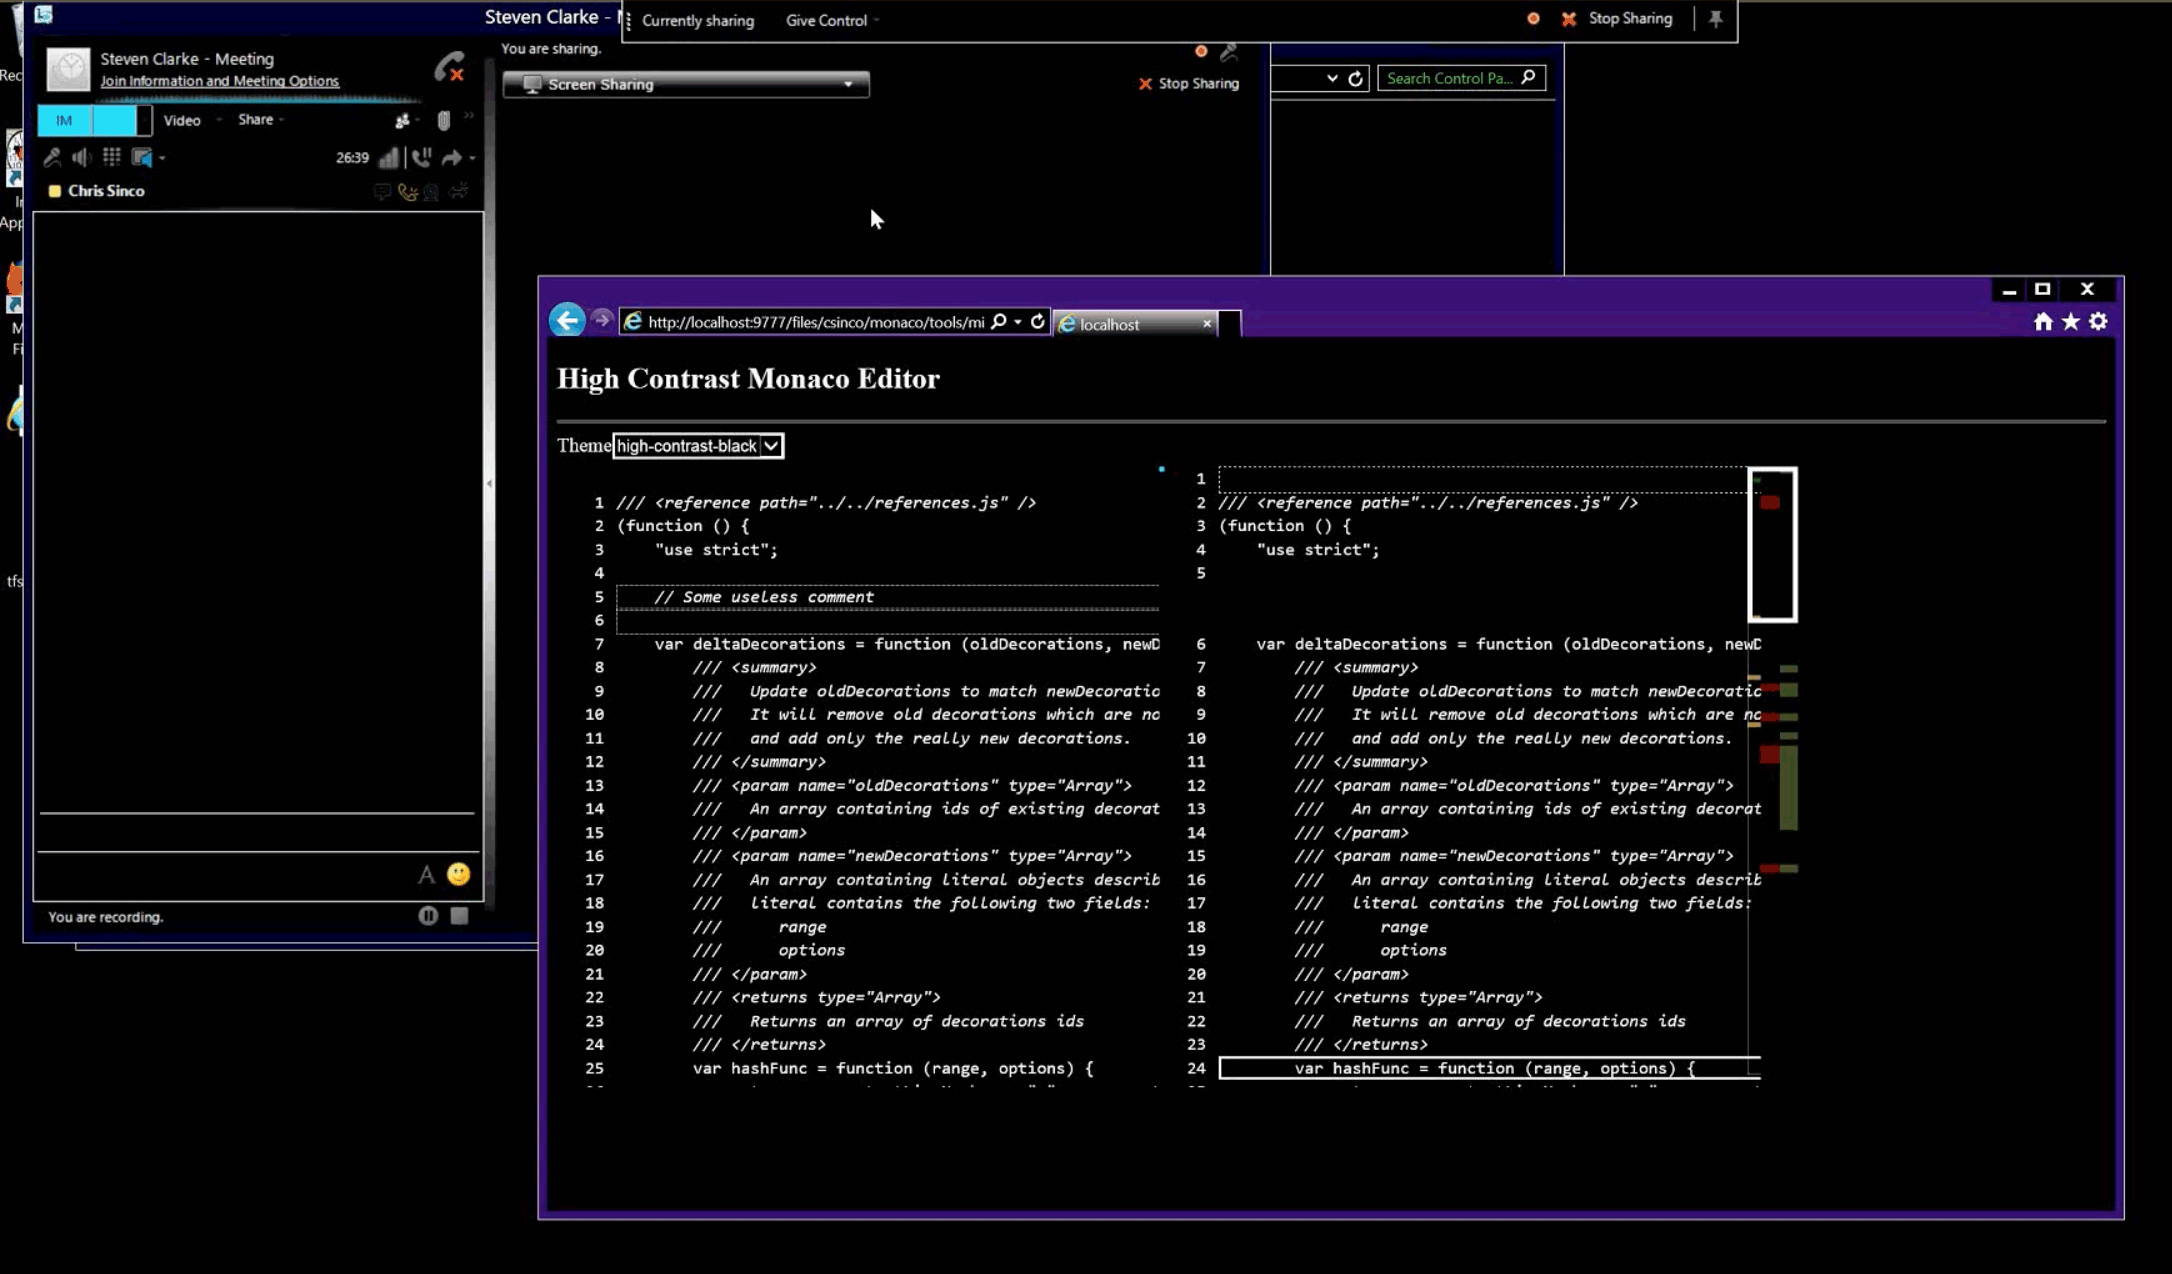 Steven Clarke -
Currently sharing
Give Control
Stop Sharing
Rec
Steven Clarke - Meeting
Join Information and Meeting Options
You are sharing.
Screen Sharing
Stop Sharing
Search Control Pa...
IM
Video
Share
26:39
Chris Sinco
App
tfs
A
You are recording.
http://localhost:9777/files/csinco/monaco/tools/mi
localhost
High Contrast Monaco Editor
Theme high-contrast-black
1 /// <reference path="../../references.js" />
2 (function () {
3 "use strict";
4
5 // Some useless comment
6
7 var deltaDecorations = function (oldDecorations, newD
8 /// <summary>
9 /// Update oldDecorations to match newDecoratio
10 /// It will remove old decorations which are no
11 /// and add only the really new decorations.
12 /// </summary>
13 /// <param name="oldDecorations" type="Array">
14 /// An array containing ids of existing decorat
15 /// </param>
16 /// <param name="newDecorations" type="Array">
17 /// An array containing literal objects describ
18 /// literal contains the following two fields:
19 /// range
20 /// options
21 /// </param>
22 /// <returns type="Array">
23 /// Returns an array of decorations ids
24 /// </returns>
25 var hashFunc = function (range, options) {
1
2 /// <reference path="../../references.js" />
3 (function () {
4 "use strict";
5
6 var deltaDecorations = function (oldDecorations, newD
7 /// <summary>
8 /// Update oldDecorations to match newDecoratic
9 /// It will remove old decorations which are no
10 /// and add only the really new decorations.
11 /// </summary>
12 /// <param name="oldDecorations" type="Array">
13 /// An array containing ids of existing decorat
14 /// </param>
15 /// <param name="newDecorations" type="Array">
16 /// An array containing literal objects describ
17 /// literal contains the following two fields:
18 /// range
19 /// options
20 /// </param>
21 /// <returns type="Array">
22 /// Returns an array of decorations ids
23 /// </returns>
24 var hashFunc = function (range, options) {